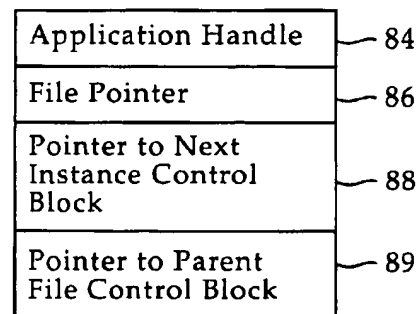 Application Handle 84
File Pointer 86
Pointer to Next
Instance Control 88
Block
Pointer to Parent 89
File Control Block